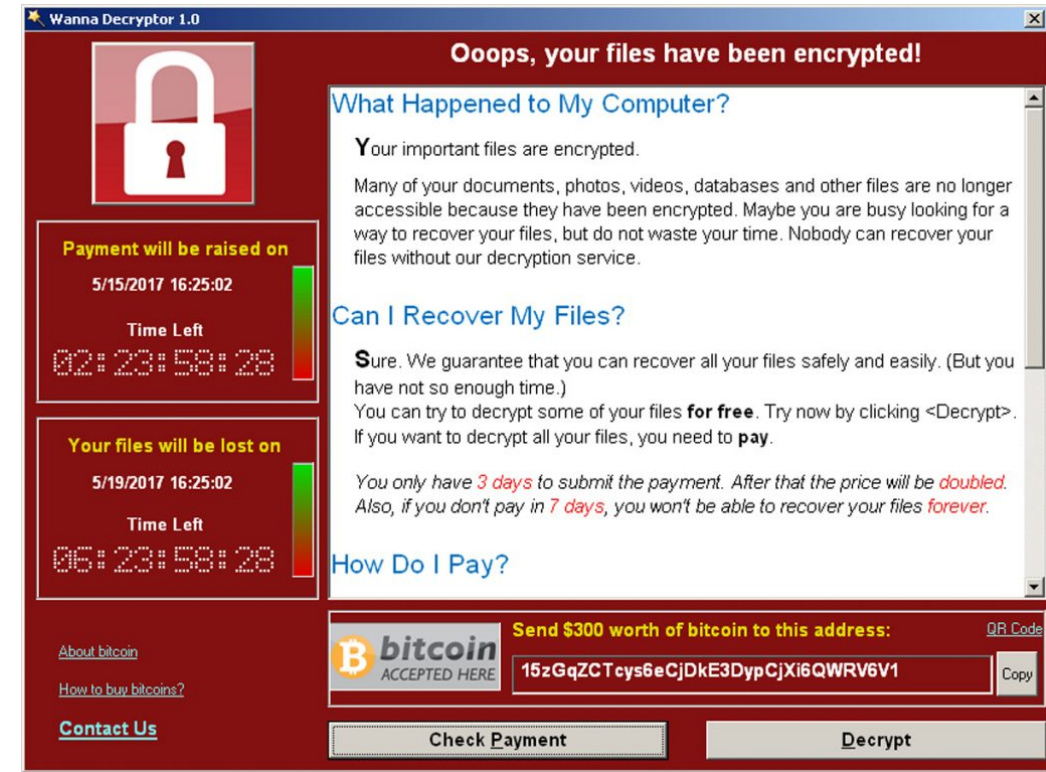 Wanna Decryptor 1.0
Ooops, your files have been encrypted!
Payment will be raised on
5/15/2017 16:25:02
Time Left
02:23:58:28
Your files will be lost on
5/19/2017 16:25:02
Time Left
06:23:58:28
About bitcoin
How to buy bitcoins?
Contact Us
What Happened to My Computer?
Your important files are encrypted.
Many of your documents, photos, videos, databases and other files are no longer
accessible because they have been encrypted. Maybe you are busy looking for a
way to recover your files, but do not waste your time. Nobody can recover your
files without our decryption service.
Can I Recover My Files?
Sure. We guarantee that you can recover all your files safely and easily. (But you
have not so enough time.)
You can try to decrypt some of your files for free. Try now by clicking <Decrypt>.
If you want to decrypt all your files, you need to pay.
You only have 3 days to submit the payment. After that the price will be doubled.
Also, if you don't pay in 7 days, you won't be able to recover your files forever.
How Do I Pay?
bitcoin
ACCEPTED HERE
Send $300 worth of bitcoin to this address:
QR Code
15zGqZCTcys6eCjDkE3DypCjXi6QWRV6V1
Copy
Check Payment
Decrypt